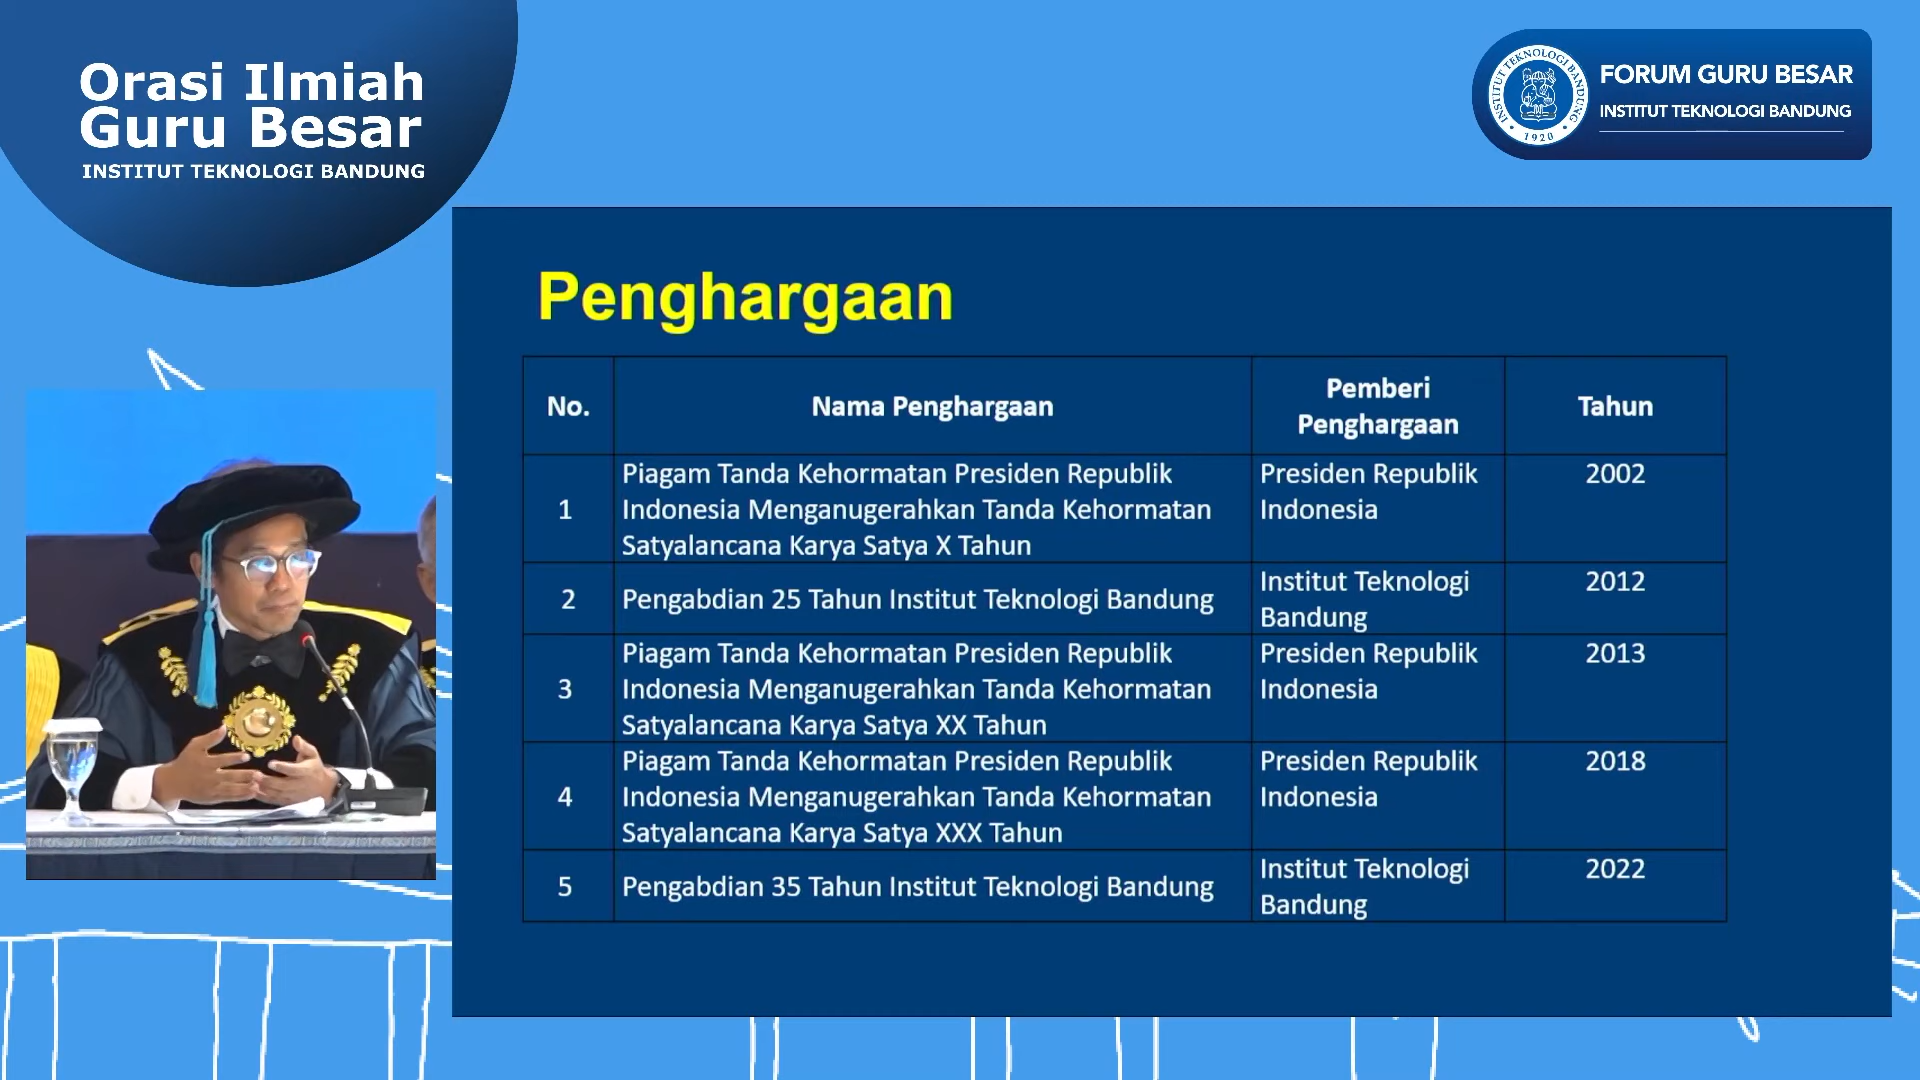 Orasi Ilmiah
Guru Besar
INSTITUT TEKNOLOGI BANDUNG
INSTITUT TEKNOLOGI BANDUNG
1920
FORUM GURU BESAR
INSTITUT TEKNOLOGI BANDUNG
Penghargaan
No.
Nama Penghargaan
Pemberi
Penghargaan
Tahun
1
Piagam Tanda Kehormatan Presiden Republik
Indonesia Menganugerahkan Tanda Kehormatan
Satyalancana Karya Satya X Tahun
Presiden Republik
Indonesia
2002
2
Pengabdian 25 Tahun Institut Teknologi Bandung
Institut Teknologi
Bandung
2012
3
Piagam Tanda Kehormatan Presiden Republik
Indonesia Menganugerahkan Tanda Kehormatan
Satyalancana Karya Satya XX Tahun
Presiden Republik
Indonesia
2013
4
Piagam Tanda Kehormatan Presiden Republik
Indonesia Menganugerahkan Tanda Kehormatan
Satyalancana Karya Satya XXX Tahun
Presiden Republik
Indonesia
2018
5
Pengabdian 35 Tahun Institut Teknologi Bandung
Institut Teknologi
Bandung
2022